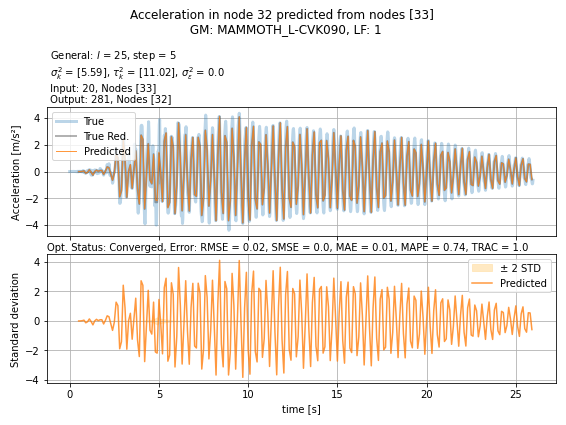 Acceleration in node 32 predicted from nodes [33]
GM: MAMMOTH_L-CVK090, LF: 1
General: l = 25, step = 5
σ²ₖ = [5.59], τ²ₖ = [11.02], σ²ε = 0.0
Input: 20, Nodes [33]
Output: 281, Nodes [32]
True
True Red.
Predicted
Acceleration [m/s²]
4
2
0
−2
−4
Opt. Status: Converged, Error: RMSE = 0.02, SMSE = 0.0, MAE = 0.01, MAPE = 0.74, TRAC = 1.0
± 2 STD
Predicted
Standard deviation
4
2
0
−2
−4
0 5 10 15 20 25
time [s]